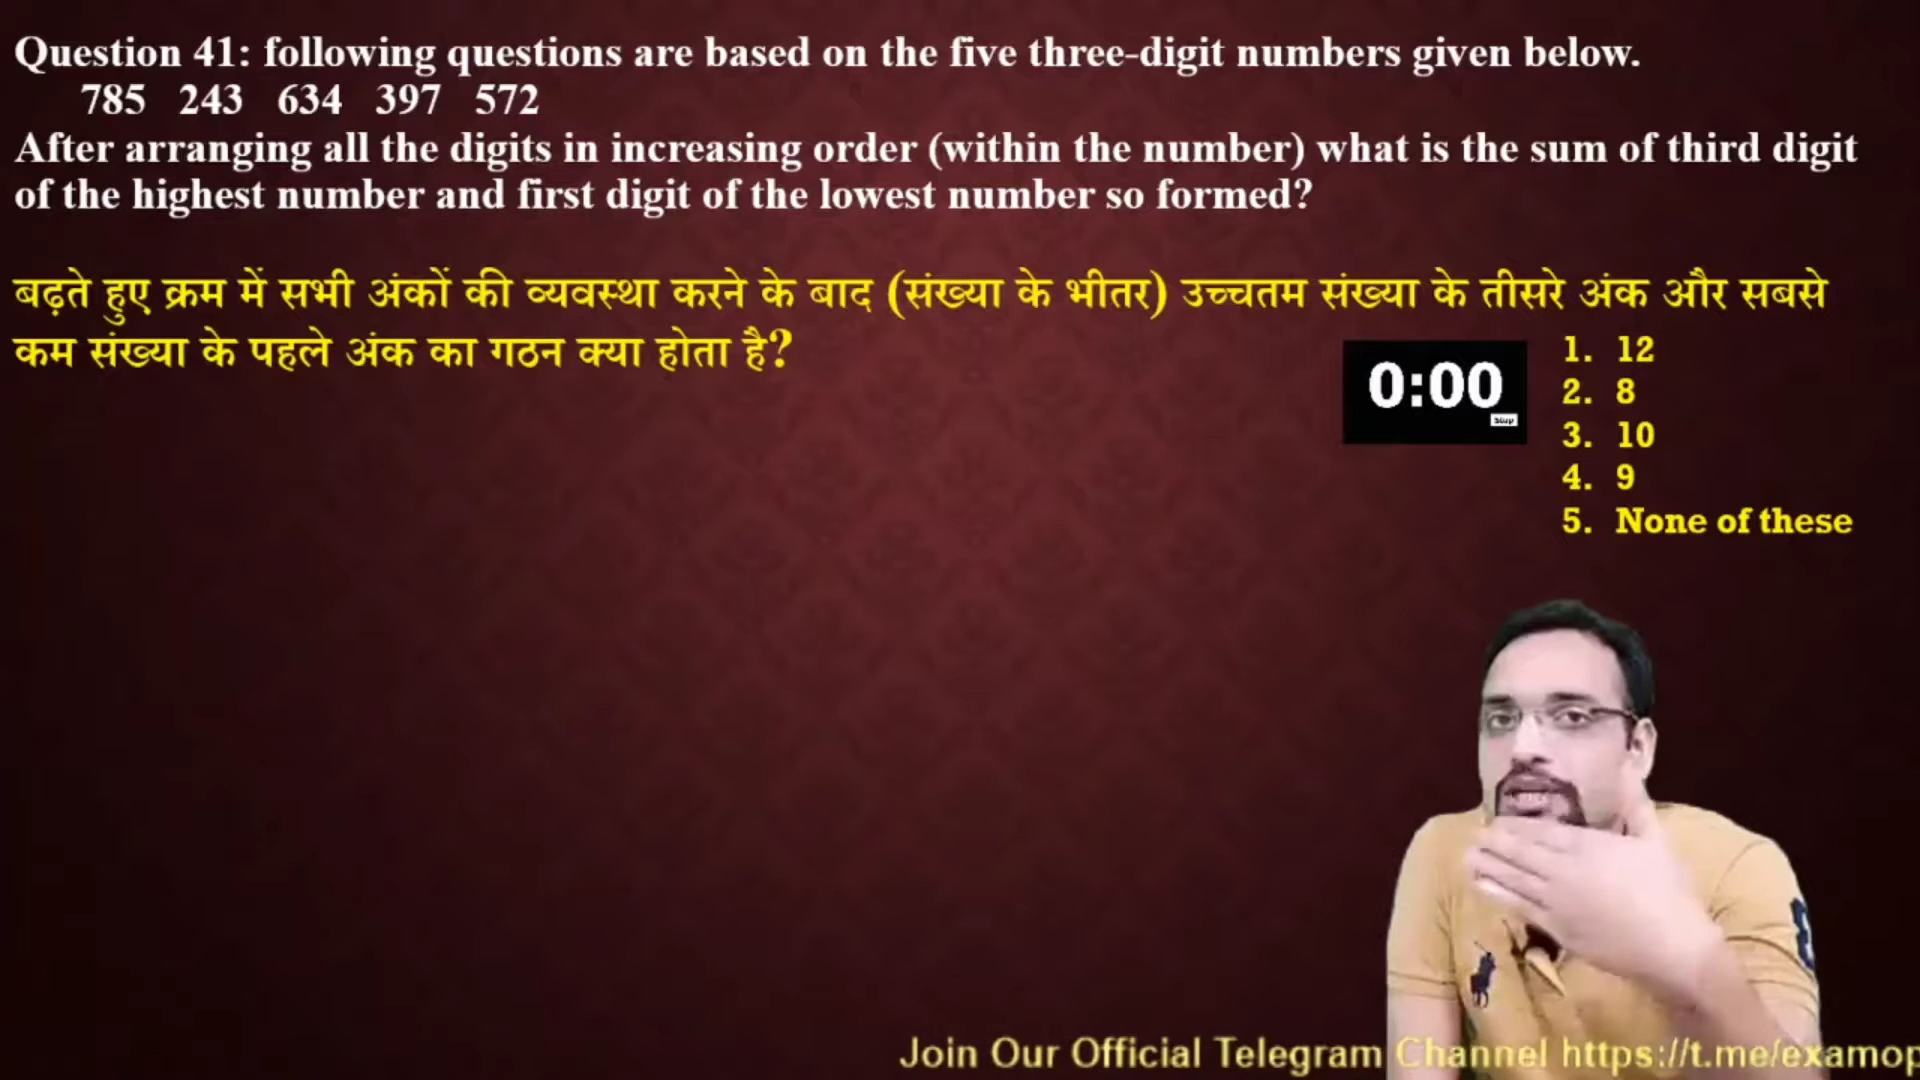 Question 41: following questions are based on the five three-digit numbers given below.
785 243 634 397 572
After arranging all the digits in increasing order (within the number) what is the sum of third digit
of the highest number and first digit of the lowest number so formed?
बढ़ते हुए क्रम में सभी अंकों की व्यवस्था करने के बाद (संख्या के भीतर) उच्चतम संख्या के तीसरे अंक और सबसे
कम संख्या के पहले अंक का गठन क्या होता है?
0:00
Stop
1. 12
2. 8
3. 10
4. 9
5. None of these
Join Our Official Telegram Channel https://t.me/examop